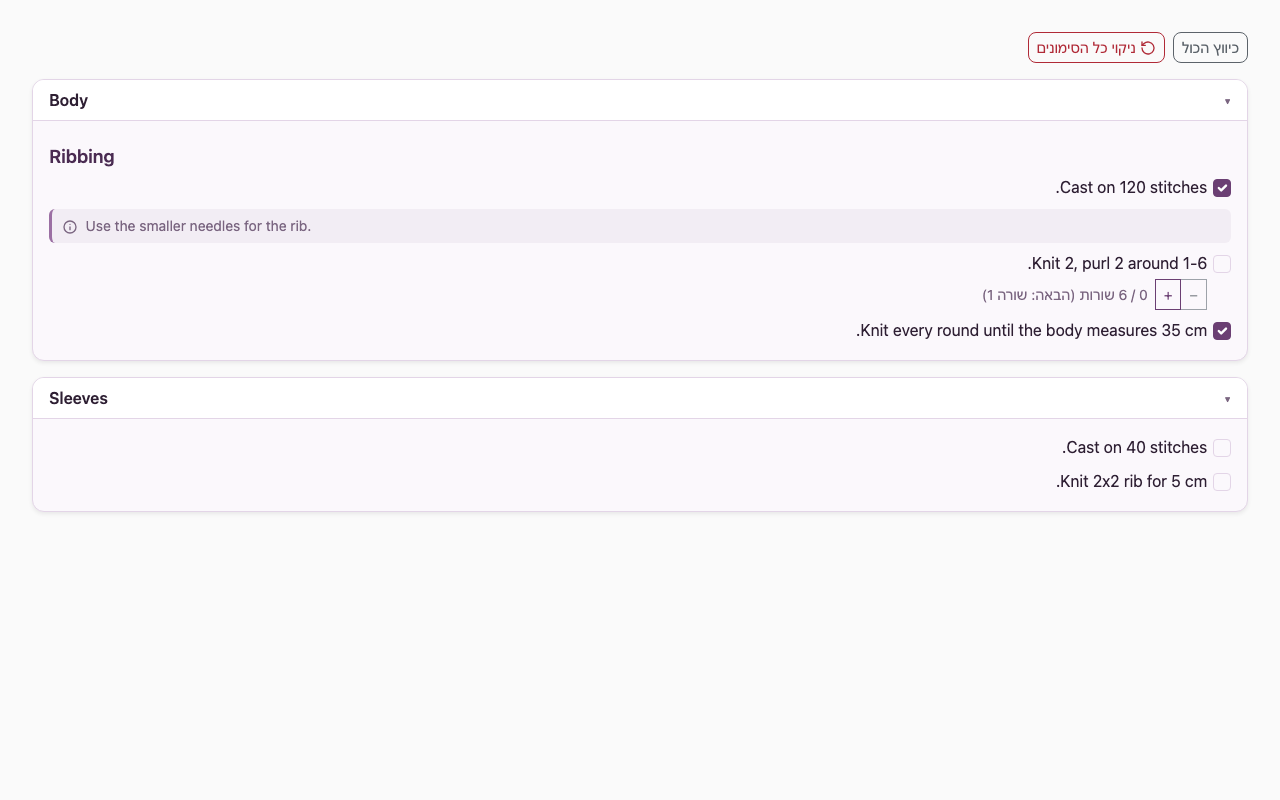 כיווץ הכול
ניקוי כל הסימונים
Body
Ribbing
Cast on 120 stitches.
Use the smaller needles for the rib.
Knit 2, purl 2 around 1-6.
− + 0 / 6 שורות (הבאה: שורה 1)
Knit every round until the body measures 35 cm.
Sleeves
Cast on 40 stitches.
Knit 2x2 rib for 5 cm.